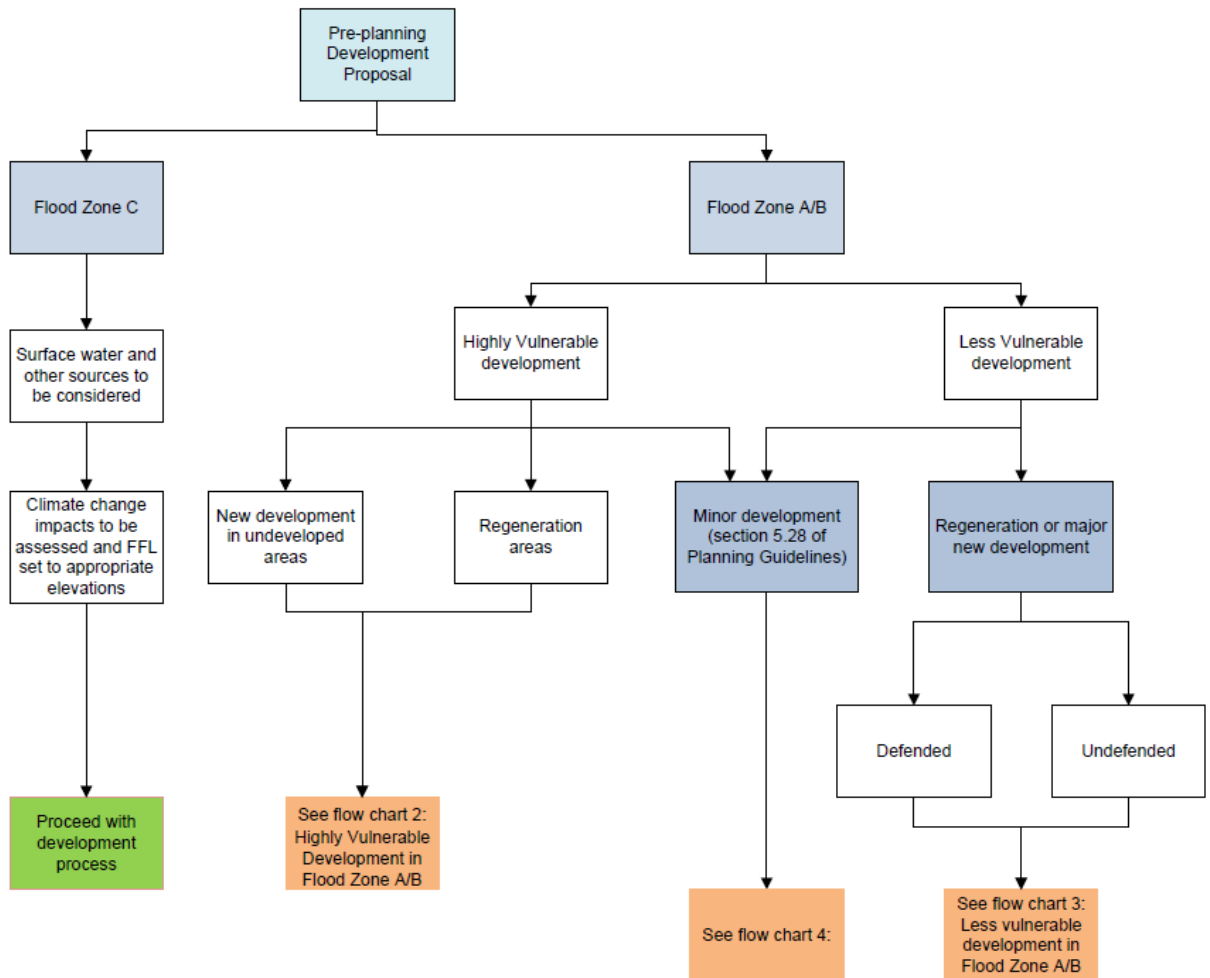 Pre-planning
Development
Proposal
Flood Zone C
Flood Zone A/B
Highly Vulnerable
development
Less Vulnerable
development
Surface water and
other sources to
be considered
Climate change
impacts to be
assessed and FFL
set to appropriate
elevations
New development
in undeveloped
areas
Regeneration
areas
Minor development
(section 5.28 of
Planning Guidelines)
Regeneration or major
new development
Defended
Undefended
Proceed with
development
process
See flow chart 2:
Highly Vulnerable
Development in
Flood Zone A/B
See flow chart 4:
See flow chart 3:
Less vulnerable
development in
Flood Zone A/B